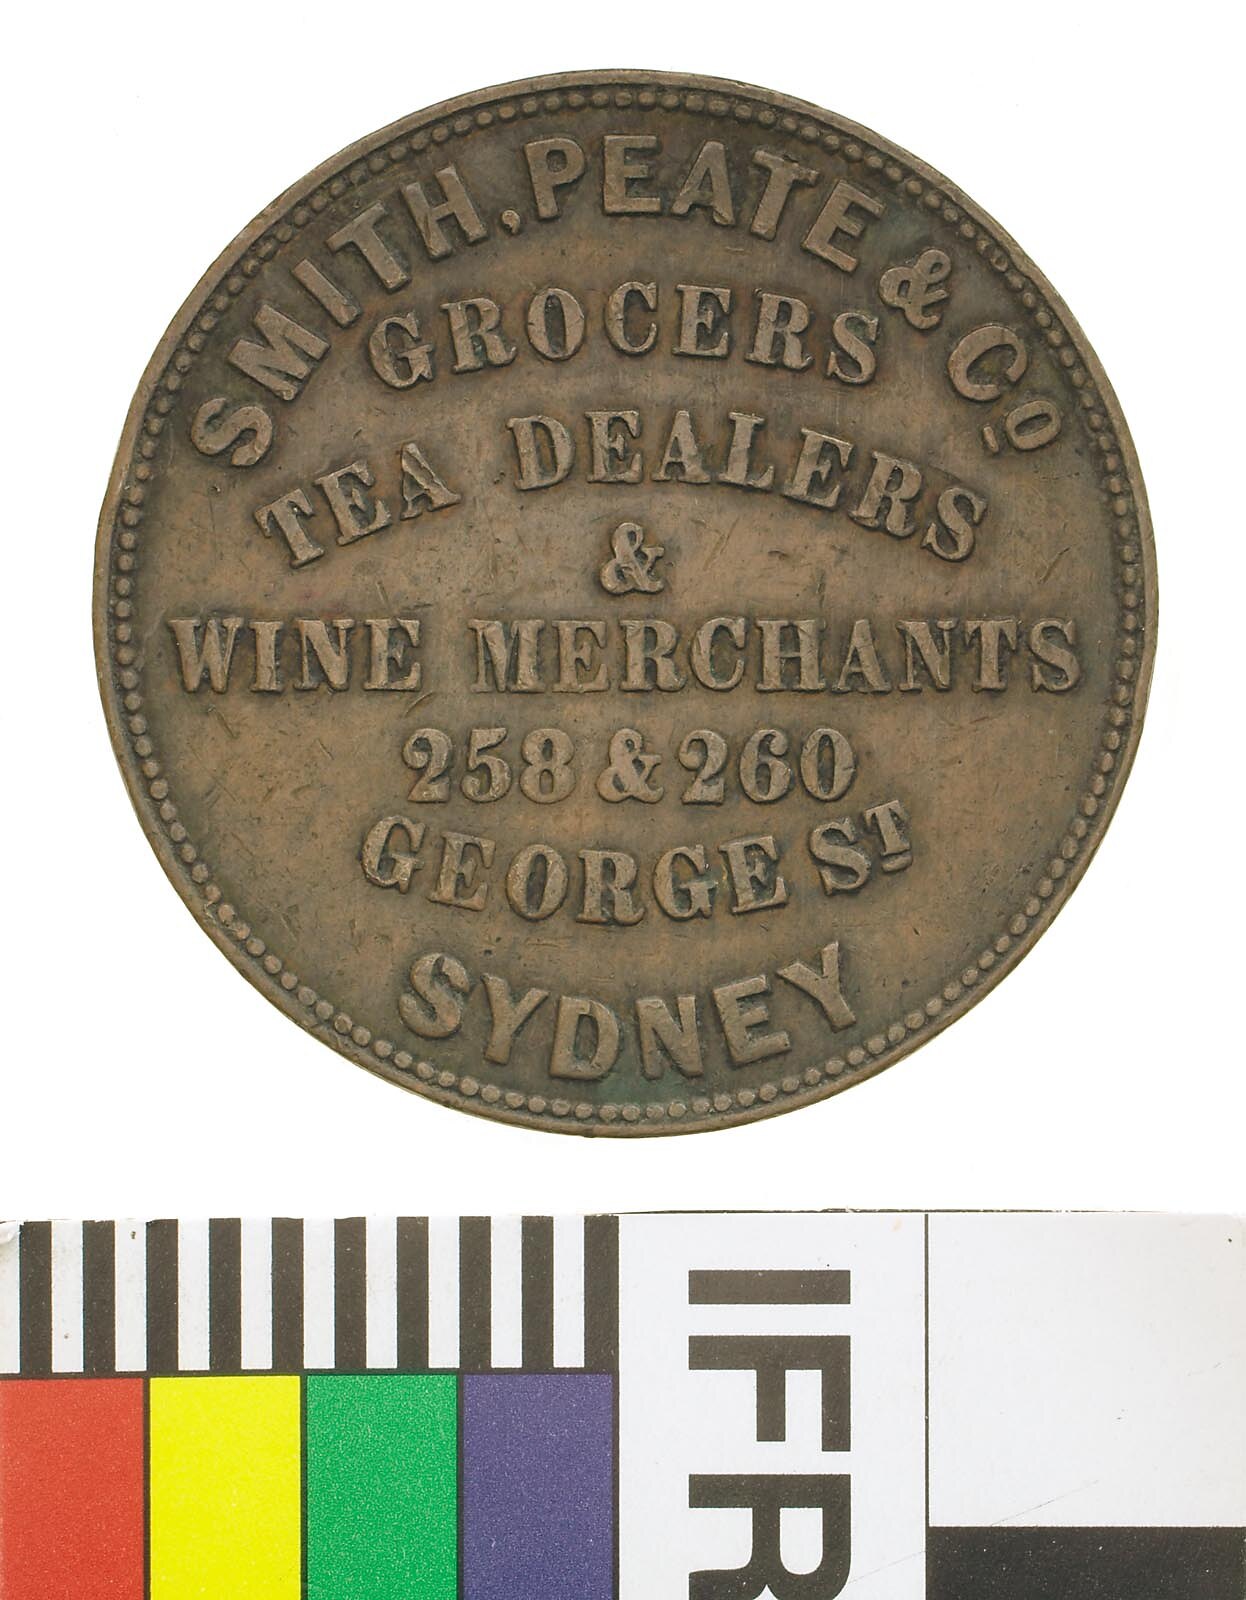 SMITH, PEATE & Co
GROCERS
TEA DEALERS
&
WINE MERCHANTS
258 & 260
GEORGE ST
SYDNEY
IFR